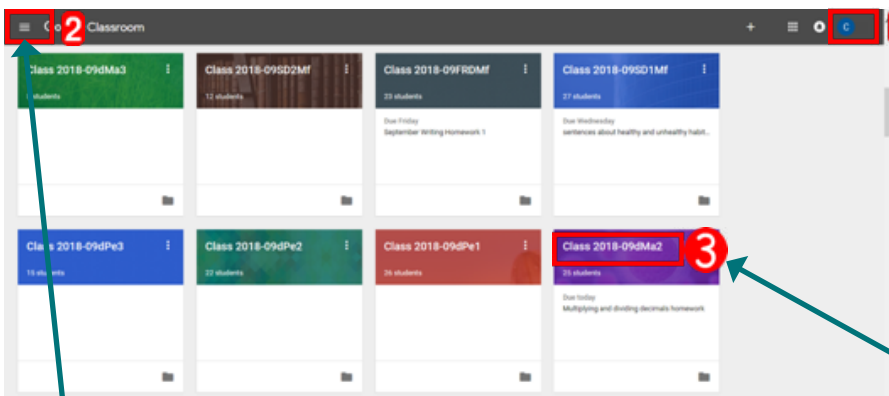 2 Classroom + C
Class 2018-09dMa3
students
Class 2018-09SD2Mf
12 students
Class 2018-09FRDMf
23 students
Due Friday
September Writing Homework 1
Class 2018-09SD1Mf
27 students
Due Wednesday
sentences about healthy and unhealthy habit...
Class 2018-09dPe3
15 students
Class 2018-09dPe2
22 students
Class 2018-09dPe1
26 students
Class 2018-09dMa2 3
25 students
Due today
Multiplying and dividing decimals homework